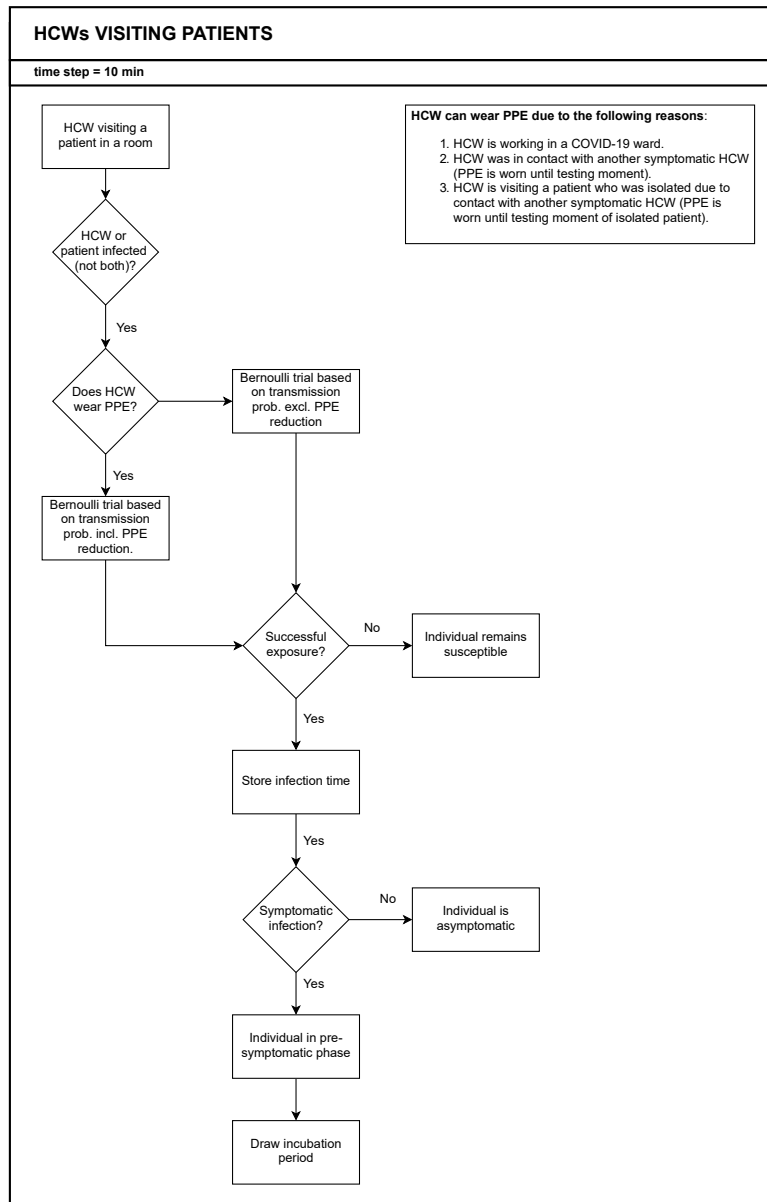 HCWs VISITING PATIENTS
time step = 10 min
HCW visiting a
patient in a room
HCW can wear PPE due to the following reasons:
1. HCW is working in a COVID-19 ward.
2. HCW was in contact with another symptomatic HCW
(PPE is worn until testing moment).
3. HCW is visiting a patient who was isolated due to
contact with another symptomatic HCW (PPE is
worn until testing moment of isolated patient).
HCW or
patient infected
(not both)?
Yes
Does HCW
wear PPE?
Bernoulli trial based
on transmission
prob. excl. PPE
reduction
Yes
Bernoulli trial based
on transmission
prob. incl. PPE
reduction.
Successful
exposure?
No
Individual remains
susceptible
Yes
Store infection time
Yes
Symptomatic
infection?
No
Individual is
asymptomatic
Yes
Individual in pre-
symptomatic phase
Draw incubation
period